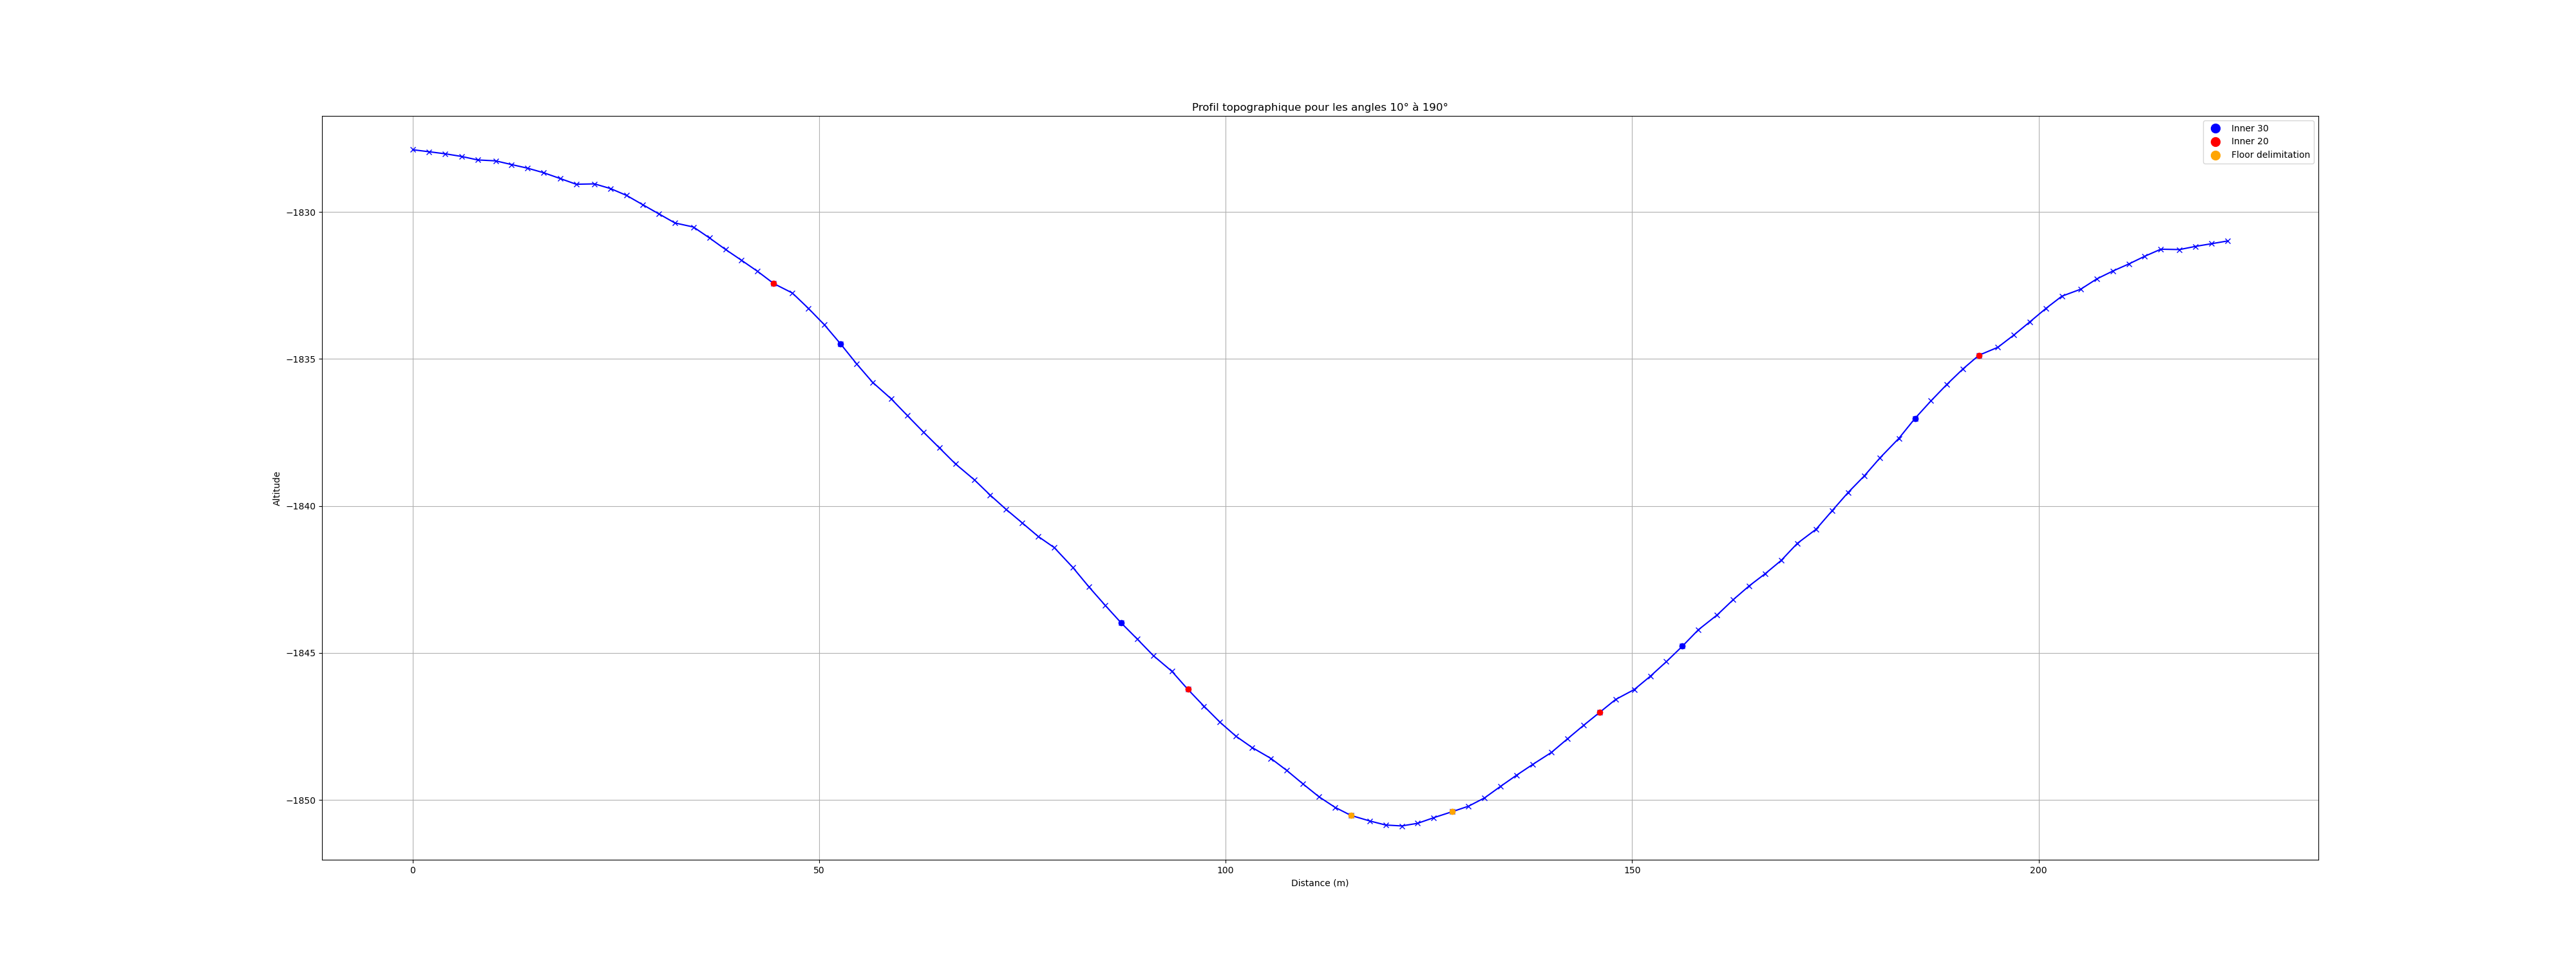 Profil topographique pour les angles 10° à 190°
Inner 30
Inner 20
Floor delimitation
−1830
−1835
−1840
−1845
−1850
Altitude
0 50 100 150 200
Distance (m)